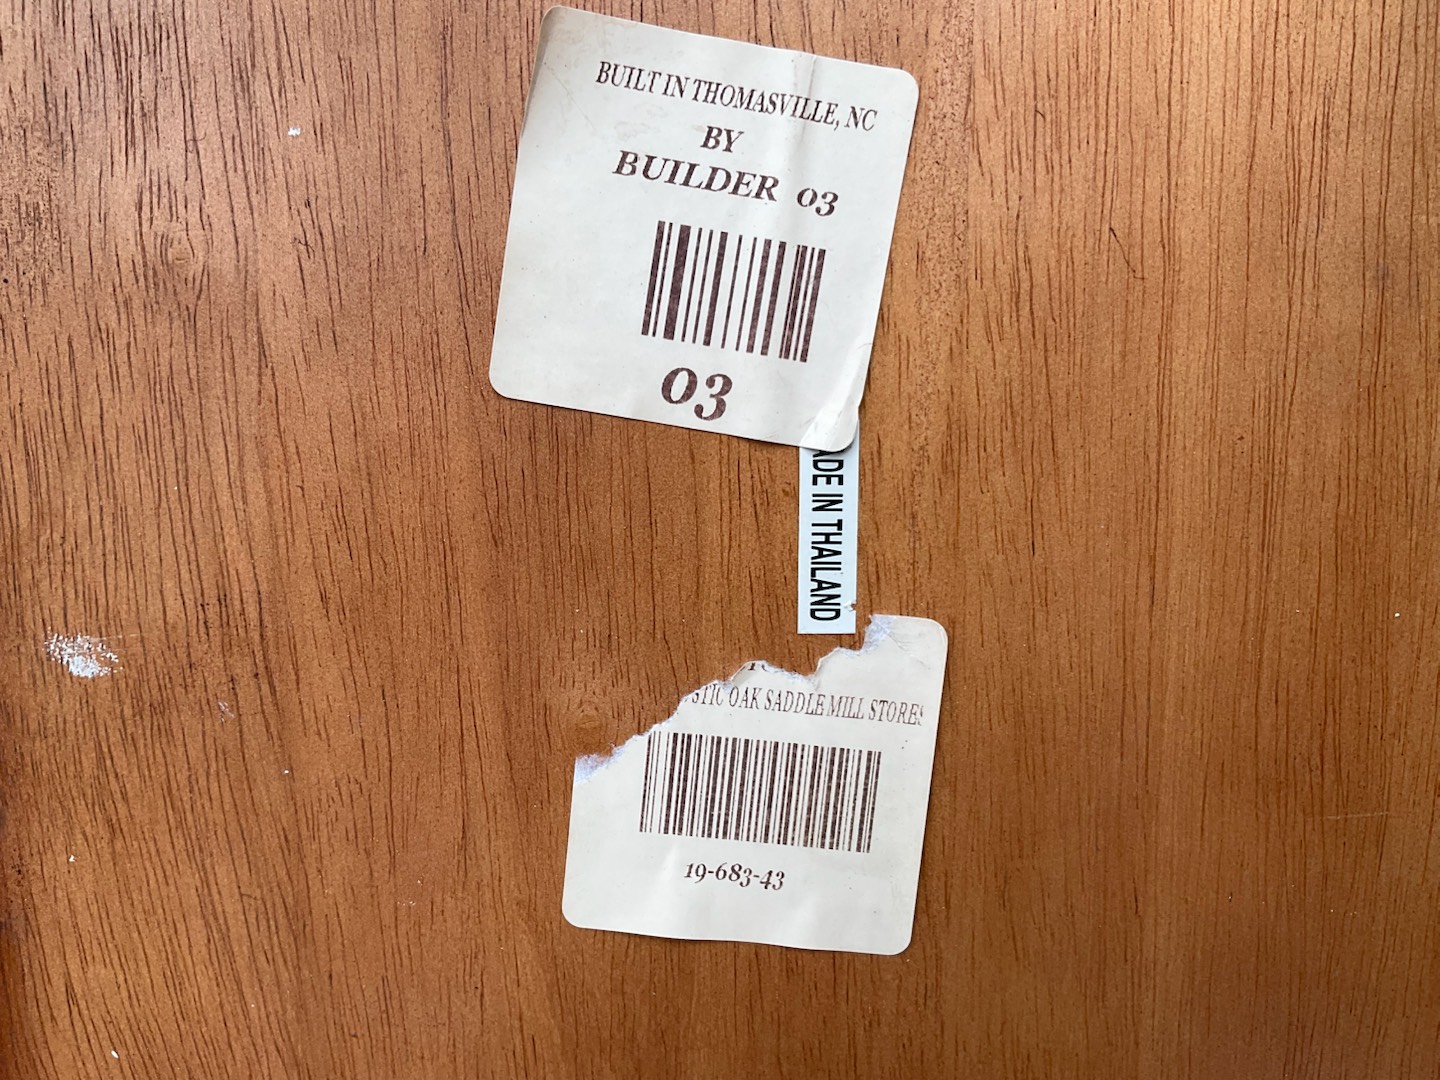 BUILT IN THOMASVILLE, NC
BY
BUILDER 03
03
ADE IN THAILAND
STIC OAK SADDLE MILL STORES
19-683-43